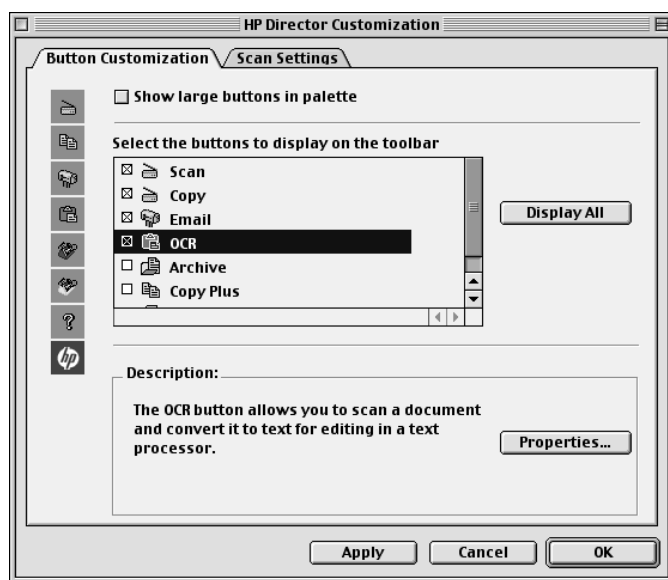 HP Director Customization
Button Customization
Scan Settings
Show large buttons in palette
Select the buttons to display on the toolbar
Scan
Copy
Email
OCR
Archive
Copy Plus
Display All
?
hp
Description:
The OCR button allows you to scan a document
and convert it to text for editing in a text
processor.
Properties...
Apply
Cancel
OK